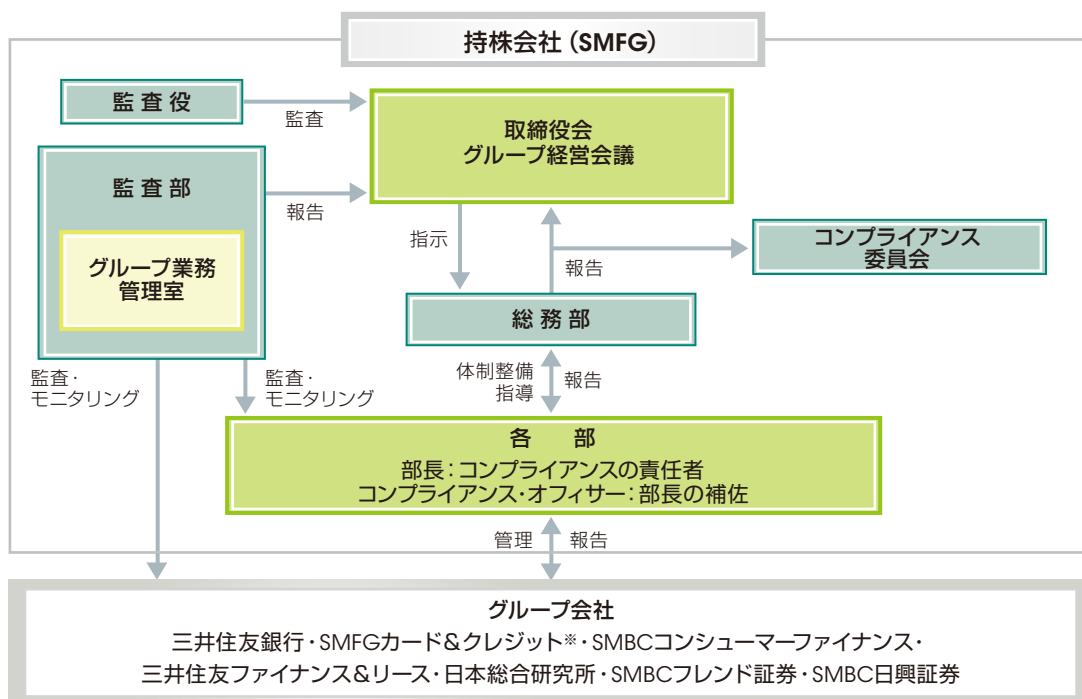 持株会社(SMFG)
監査役
監査
取締役会
グループ経営会議
監査部
報告
グループ業務
管理室
指示
報告
コンプライアンス
委員会
総務部
監査・
モニタリング
監査・
モニタリング
体制整備
指導
報告
各 部
部長:コンプライアンスの責任者
コンプライアンス・オフィサー:部長の補佐
管理
報告
グループ会社
三井住友銀行・SMFGカード&クレジット※・SMBCコンシューマーファイナンス・
三井住友ファイナンス&リース・日本総合研究所・SMBCフレンド証券・SMBC日興証券